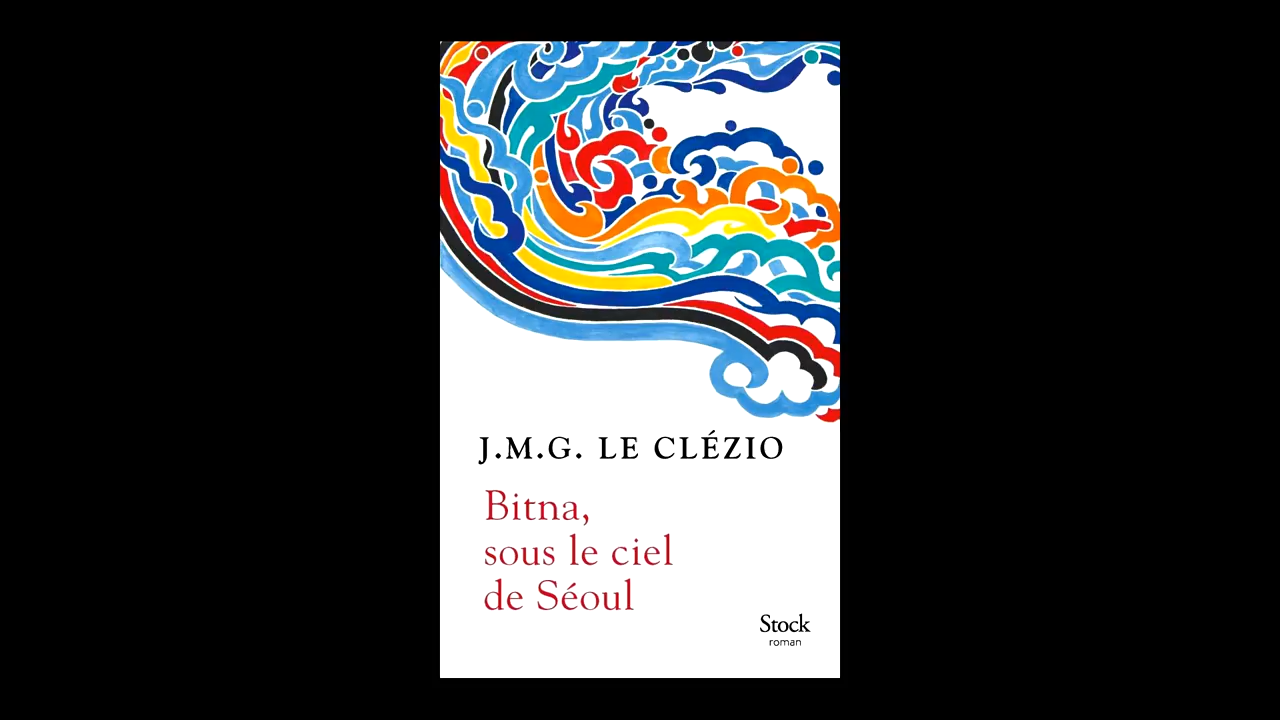 J.M.G. LE CLÉZIO
Bitna,
sous le ciel
de Séoul
Stock
roman